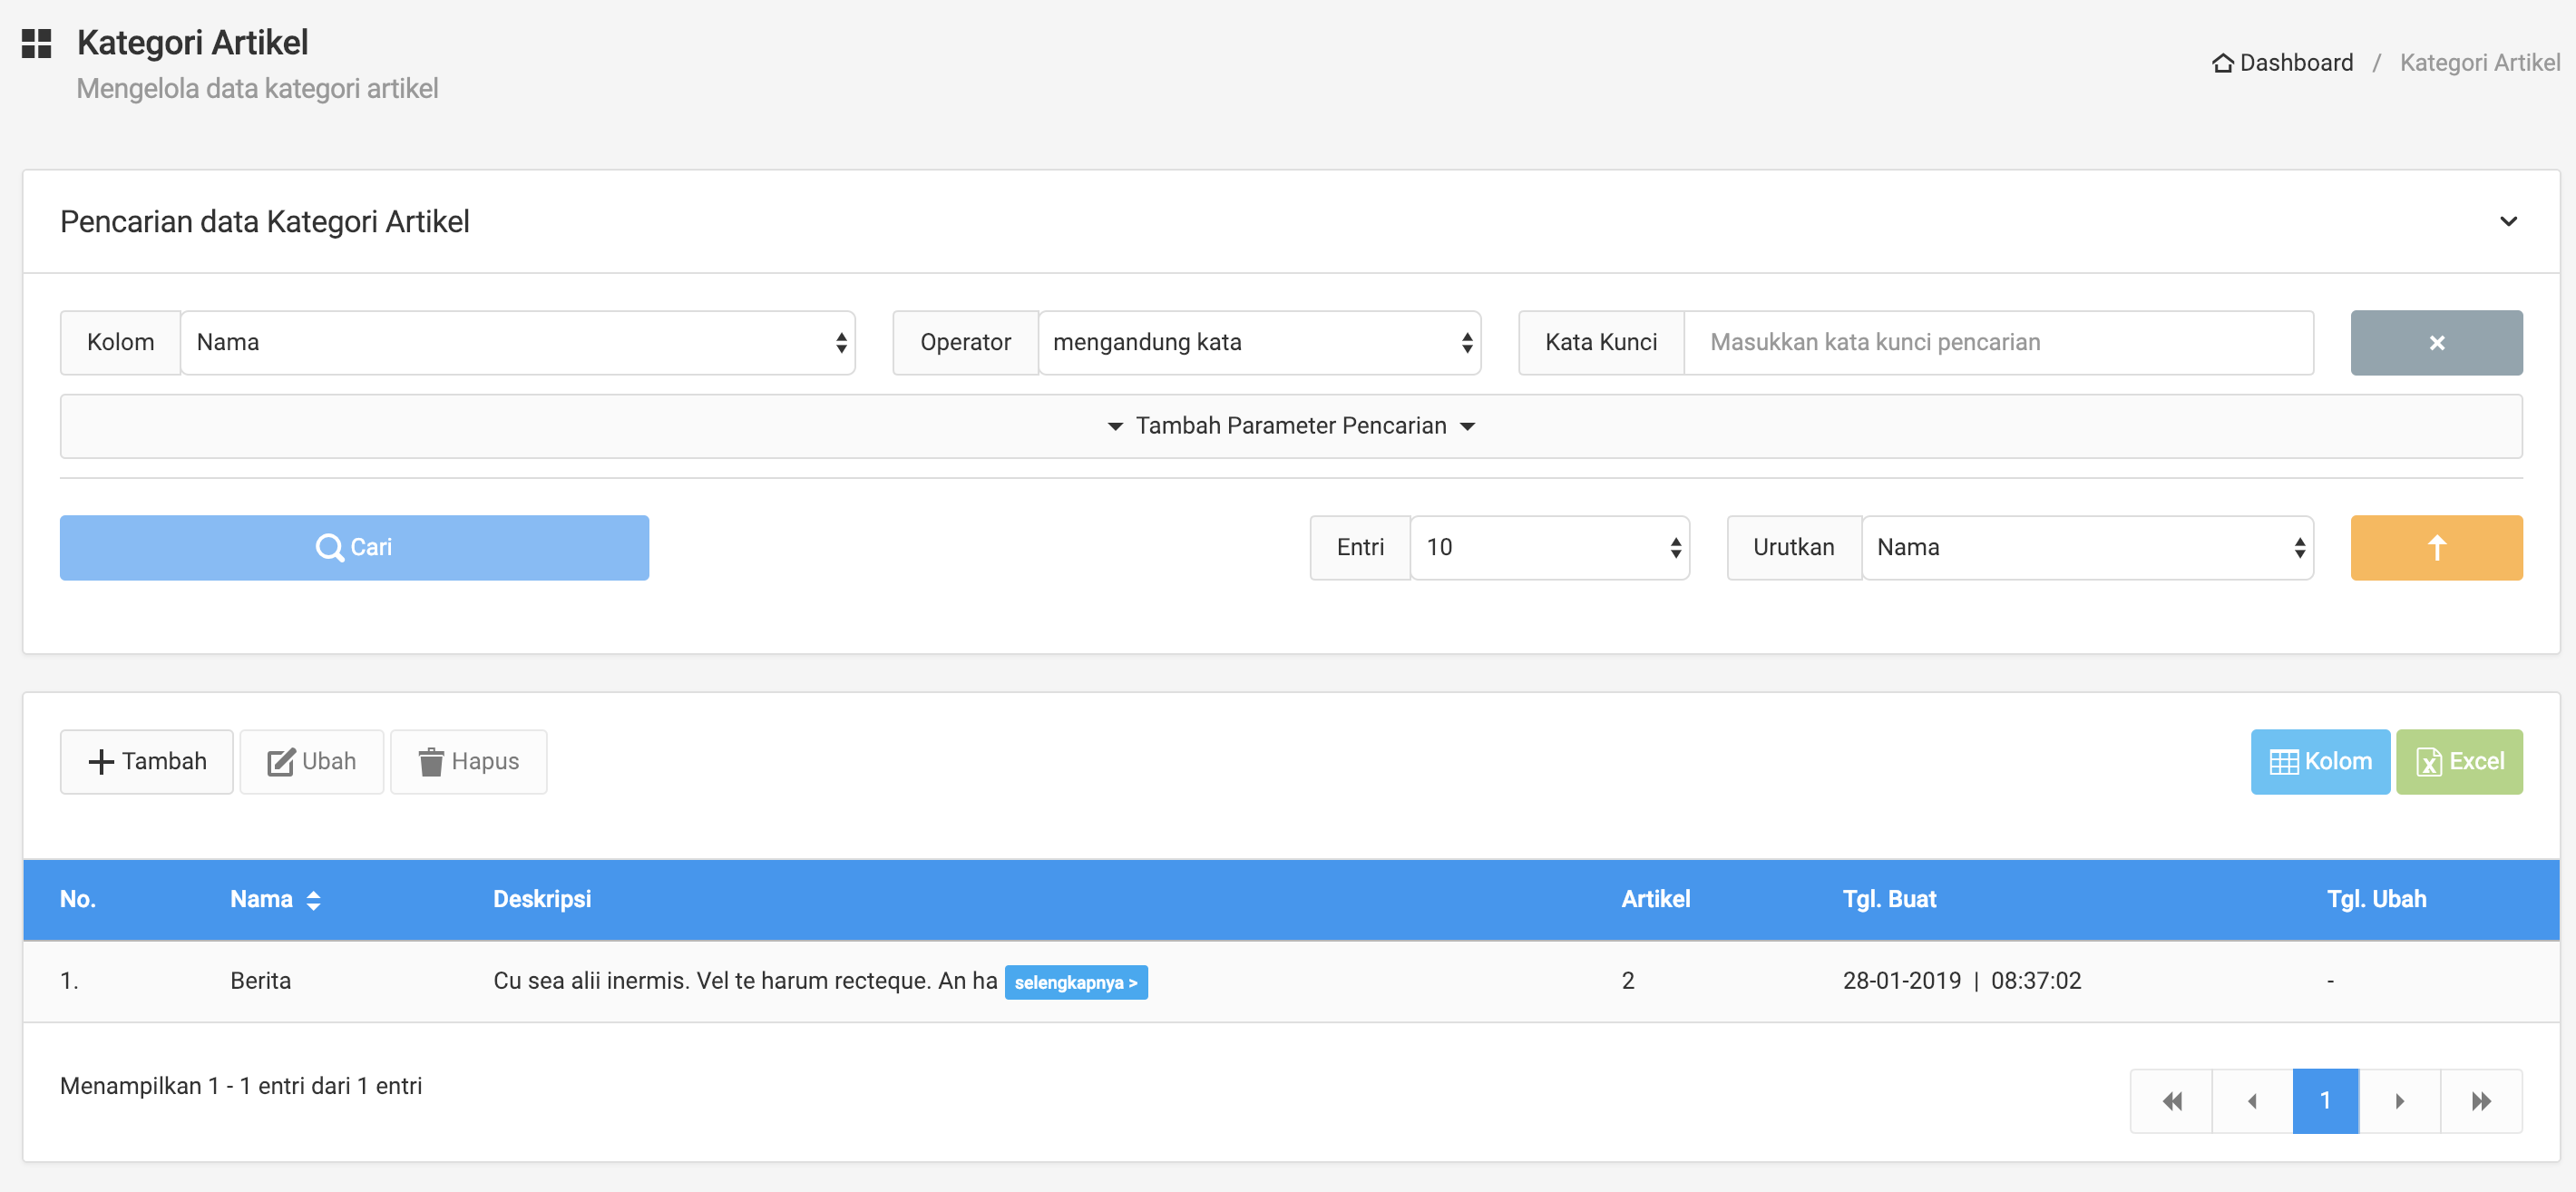 Kategori Artikel
Mengelola data kategori artikel
Dashboard / Kategori Artikel
Pencarian data Kategori Artikel
Kolom Nama Operator mengandung kata Kata Kunci Masukkan kata kunci pencarian ×
Tambah Parameter Pencarian
Cari Entri 10 Urutkan Nama
Tambah Ubah Hapus Kolom Excel
No. Nama Deskripsi Artikel Tgl. Buat Tgl. Ubah
1. Berita Cu sea alii inermis. Vel te harum recteque. An ha selengkapnya > 2 28-01-2019 | 08:37:02 -
Menampilkan 1 - 1 entri dari 1 entri
1